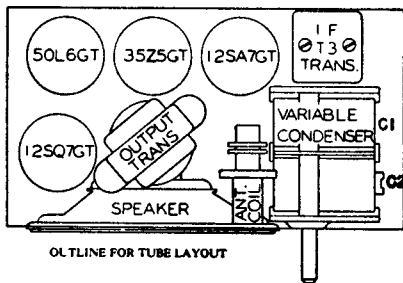 50L6GT
35Z5GT
12SA7GT
I F
T3
TRANS.
12SQ7GT
OUTPUT
TRANS
VARIABLE
CONDENSER
C1
C2
ANT
COIL
SPEAKER
OUTLINE FOR TUBE LAYOUT